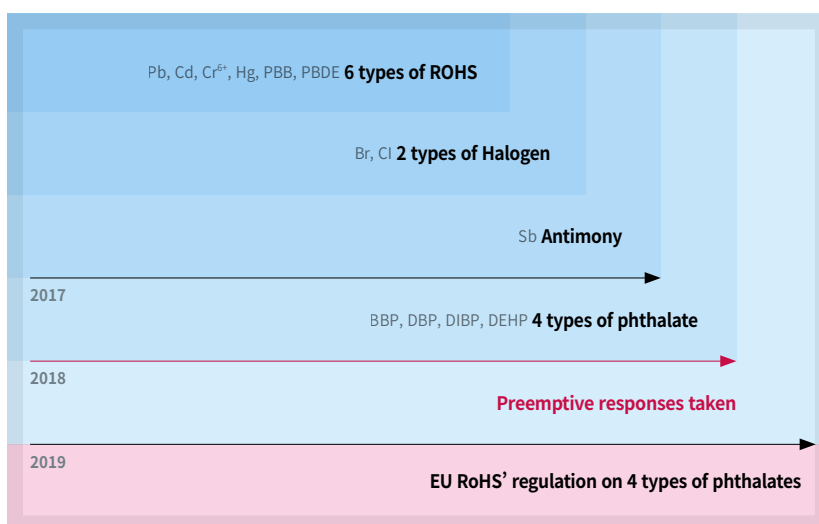 Pb, Cd, Cr⁶⁺, Hg, PBB, PBDE 6 types of ROHS
Br, CI 2 types of Halogen
Sb Antimony
2017
BBP, DBP, DIBP, DEHP 4 types of phthalate
2018
Preemptive responses taken
2019
EU RoHS’ regulation on 4 types of phthalates